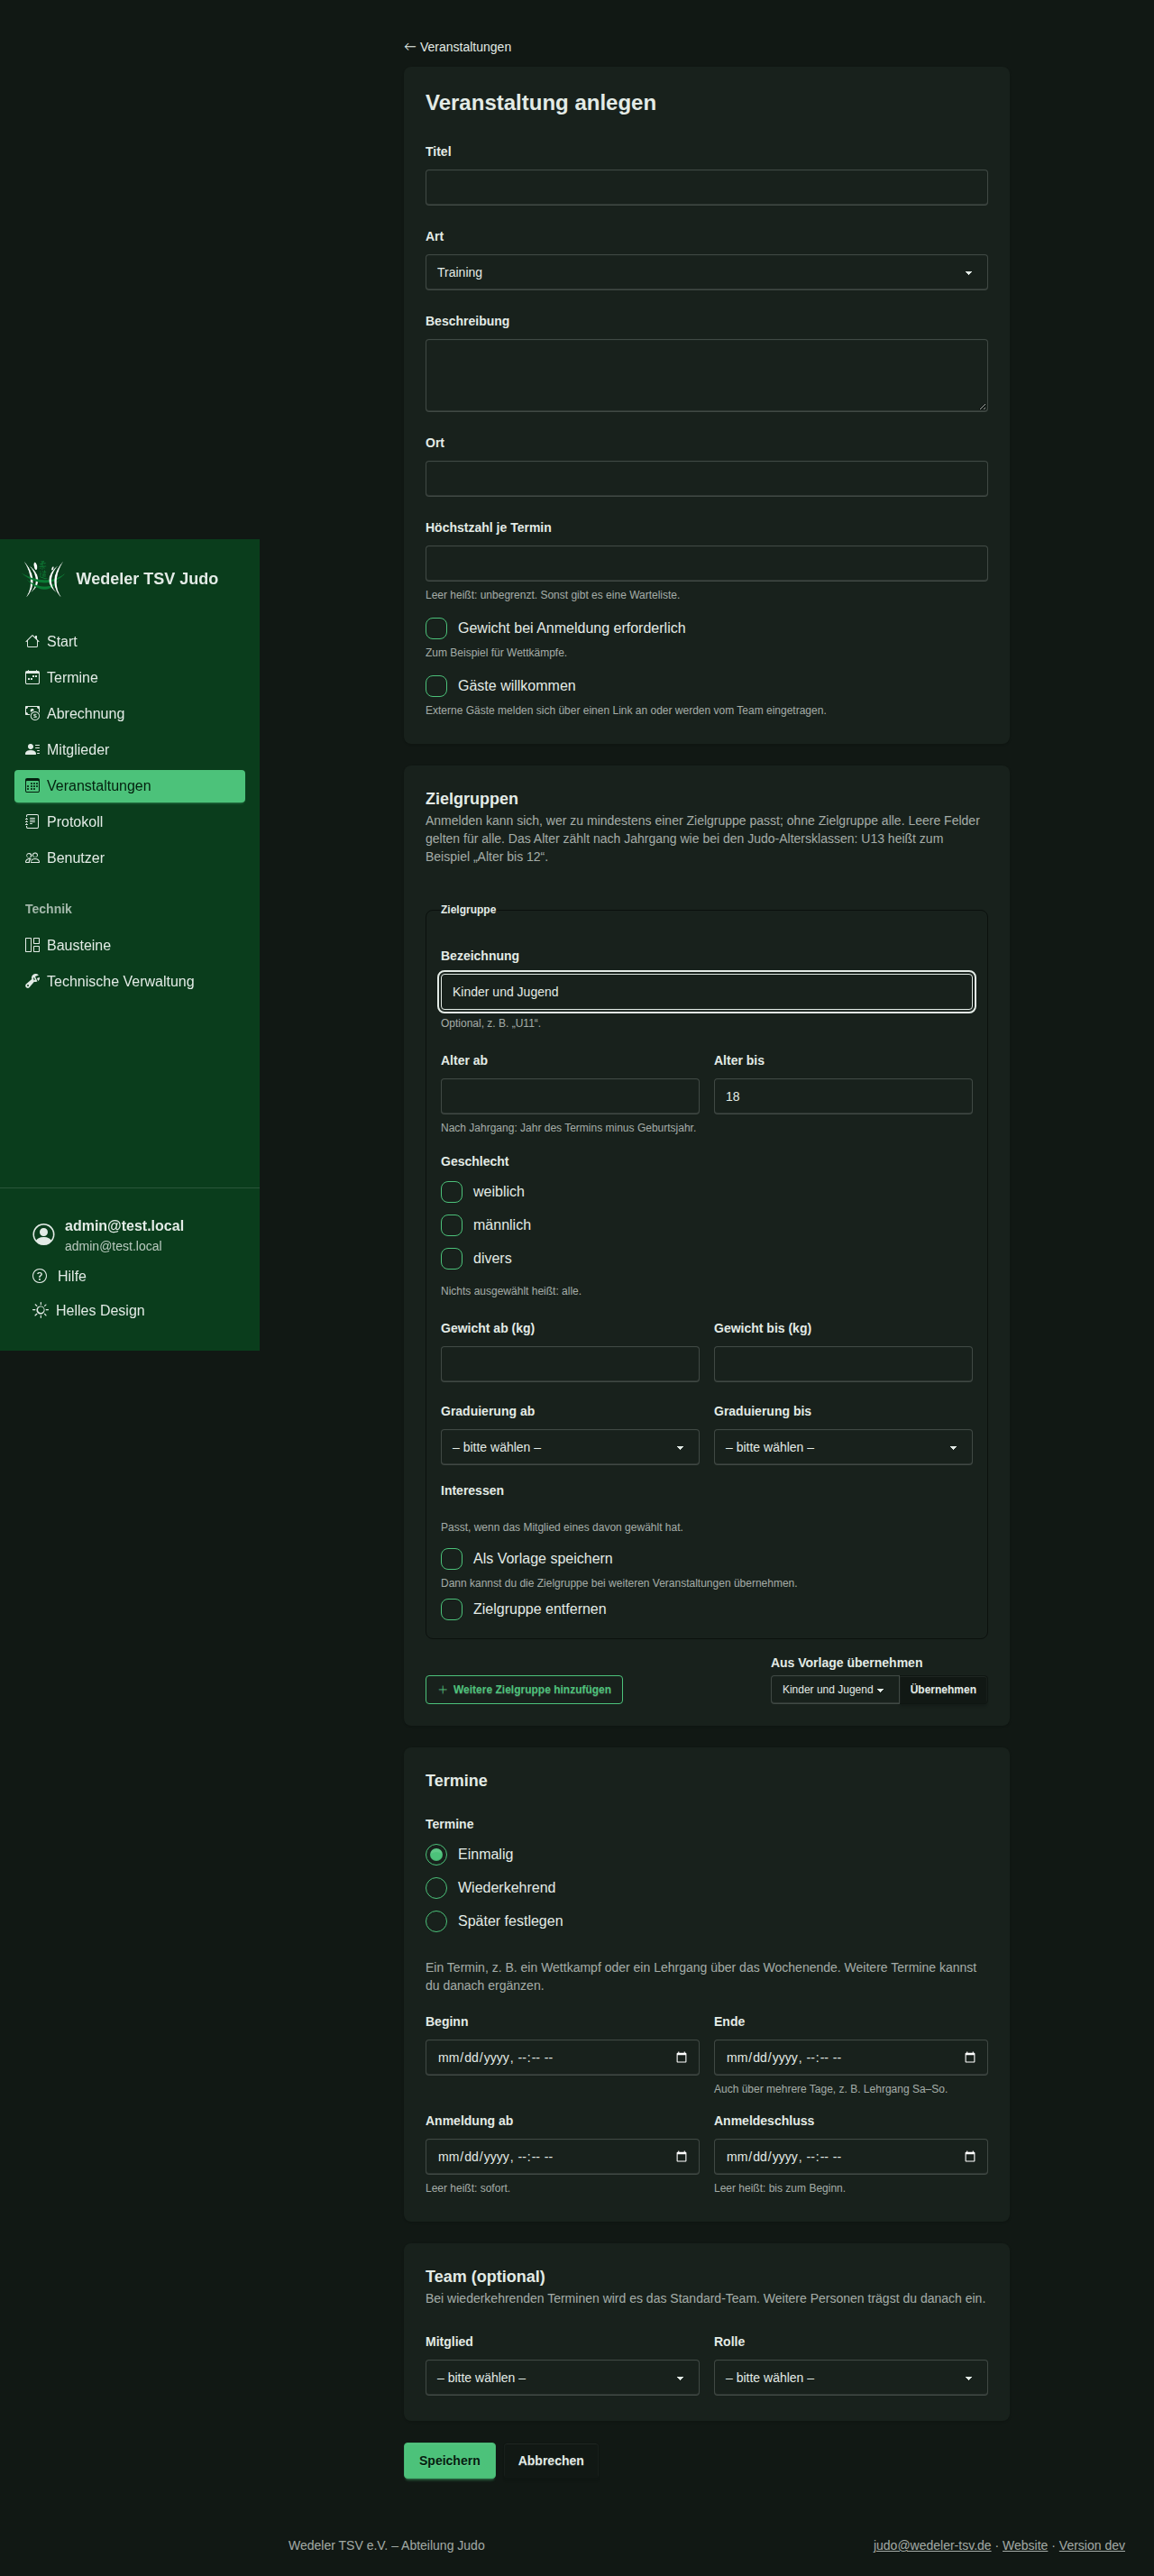 ← Veranstaltungen
Veranstaltung anlegen
Titel
Art
Training
Beschreibung
Ort
Höchstzahl je Termin
Leer heißt: unbegrenzt. Sonst gibt es eine Warteliste.
Gewicht bei Anmeldung erforderlich
Zum Beispiel für Wettkämpfe.
Gäste willkommen
Externe Gäste melden sich über einen Link an oder werden vom Team eingetragen.
Wedeler TSV Judo
Start
Termine
Abrechnung
Mitglieder
Veranstaltungen
Protokoll
Benutzer
Technik
Bausteine
Technische Verwaltung
admin@test.local
admin@test.local
Hilfe
Helles Design
Zielgruppen
Anmelden kann sich, wer zu mindestens einer Zielgruppe passt; ohne Zielgruppe alle. Leere Felder
gelten für alle. Das Alter zählt nach Jahrgang wie bei den Judo-Altersklassen: U13 heißt zum
Beispiel „Alter bis 12“.
Zielgruppe
Bezeichnung
Kinder und Jugend
Optional, z. B. „U11“.
Alter ab
Alter bis
18
Nach Jahrgang: Jahr des Termins minus Geburtsjahr.
Geschlecht
weiblich
männlich
divers
Nichts ausgewählt heißt: alle.
Gewicht ab (kg)
Gewicht bis (kg)
Graduierung ab
Graduierung bis
– bitte wählen –
– bitte wählen –
Interessen
Passt, wenn das Mitglied eines davon gewählt hat.
Als Vorlage speichern
Dann kannst du die Zielgruppe bei weiteren Veranstaltungen übernehmen.
Zielgruppe entfernen
Aus Vorlage übernehmen
+ Weitere Zielgruppe hinzufügen
Kinder und Jugend
Übernehmen
Termine
Termine
Einmalig
Wiederkehrend
Später festlegen
Ein Termin, z. B. ein Wettkampf oder ein Lehrgang über das Wochenende. Weitere Termine kannst
du danach ergänzen.
Beginn
Ende
mm/dd/yyyy, --:-- --
mm/dd/yyyy, --:-- --
Auch über mehrere Tage, z. B. Lehrgang Sa–So.
Anmeldung ab
Anmeldeschluss
mm/dd/yyyy, --:-- --
mm/dd/yyyy, --:-- --
Leer heißt: sofort.
Leer heißt: bis zum Beginn.
Team (optional)
Bei wiederkehrenden Terminen wird es das Standard-Team. Weitere Personen trägst du danach ein.
Mitglied
Rolle
– bitte wählen –
– bitte wählen –
Speichern
Abbrechen
Wedeler TSV e.V. – Abteilung Judo
judo@wedeler-tsv.de · Website · Version dev